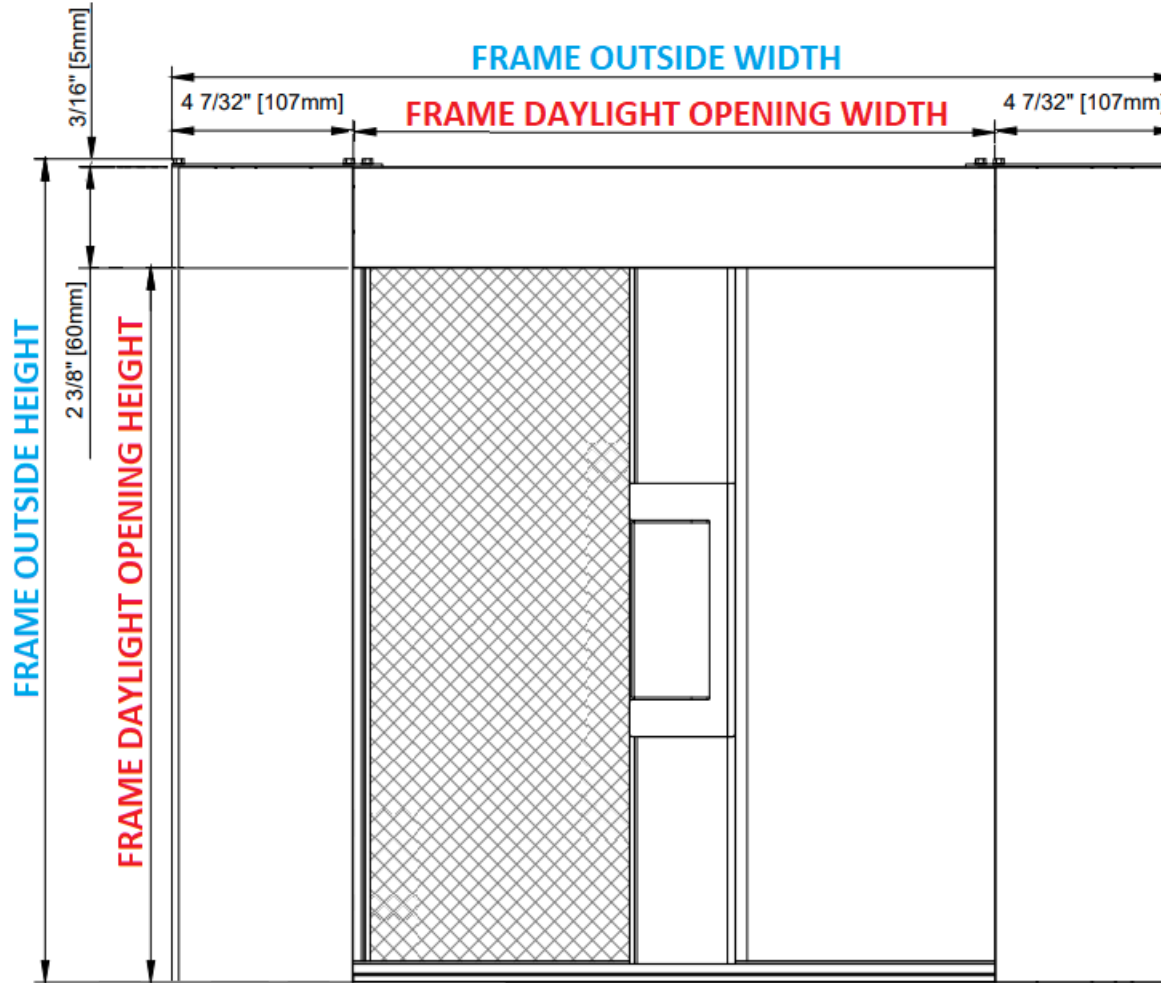 FRAME OUTSIDE WIDTH
3/16" [5mm]
4 7/32" [107mm]
FRAME DAYLIGHT OPENING WIDTH
4 7/32" [107mm]
FRAME OUTSIDE HEIGHT
2 3/8" [60mm]
FRAME DAYLIGHT OPENING HEIGHT